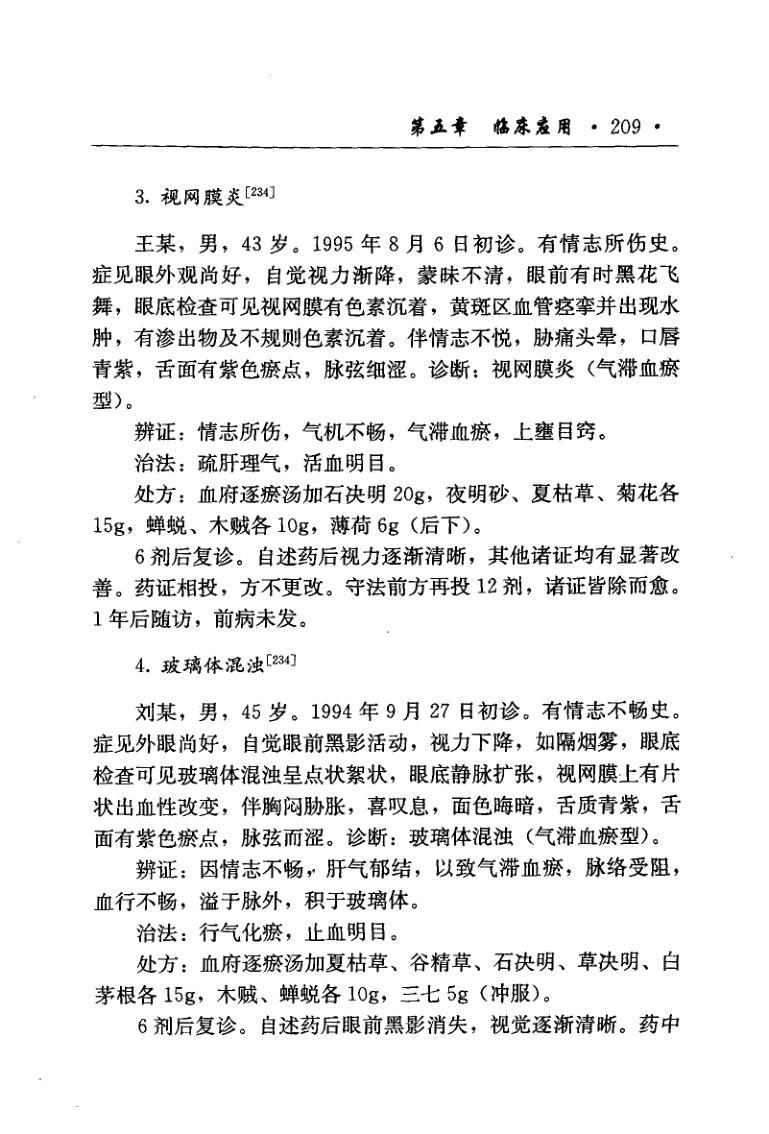 第五章 临床应用 · 209 ·
3. 视网膜炎[234]
王某，男，43 岁。1995 年 8 月 6 日初诊。有情志所伤史。
症见眼外观尚好，自觉视力渐降，蒙昧不清，眼前有时黑花飞
舞，眼底检查可见视网膜有色素沉着，黄斑区血管痉挛并出现水
肿，有渗出物及不规则色素沉着。伴情志不悦，胁痛头晕，口唇
青紫，舌面有紫色瘀点，脉弦细涩。诊断：视网膜炎（气滞血瘀
型）。
辨证：情志所伤，气机不畅，气滞血瘀，上壅目窍。
治法：疏肝理气，活血明目。
处方：血府逐瘀汤加石决明 20g，夜明砂、夏枯草、菊花各
15g，蝉蜕、木贼各 10g，薄荷 6g（后下）。
6 剂后复诊。自述药后视力逐渐清晰，其他诸证均有显著改
善。药证相投，方不更改。守法前方再投 12 剂，诸证皆除而愈。
1 年后随访，前病未发。
4. 玻璃体混浊[234]
刘某，男，45 岁。1994 年 9 月 27 日初诊。有情志不畅史。
症见外眼尚好，自觉眼前黑影活动，视力下降，如隔烟雾，眼底
检查可见玻璃体混浊呈点状絮状，眼底静脉扩张，视网膜上有片
状出血性改变，伴胸闷胁胀，喜叹息，面色晦暗，舌质青紫，舌
面有紫色瘀点，脉弦而涩。诊断：玻璃体混浊（气滞血瘀型）。
辨证：因情志不畅，肝气郁结，以致气滞血瘀，脉络受阻，
血行不畅，溢于脉外，积于玻璃体。
治法：行气化瘀，止血明目。
处方：血府逐瘀汤加夏枯草、谷精草、石决明、草决明、白
茅根各 15g，木贼、蝉蜕各 10g，三七 5g（冲服）。
6 剂后复诊。自述药后眼前黑影消失，视觉逐渐清晰。药中